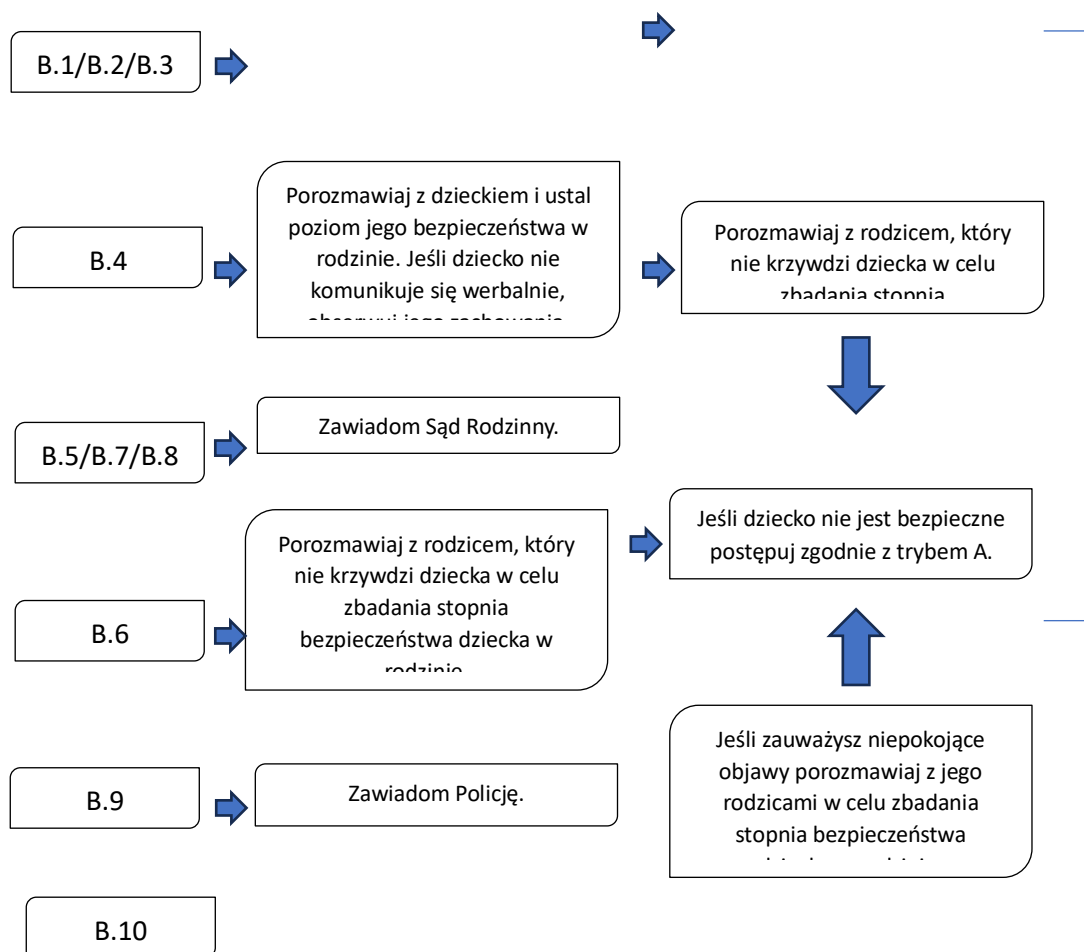 B.1/B.2/B.3
B.4
Porozmawiaj z dzieckiem i ustal
poziom jego bezpieczeństwa w
rodzinie. Jeśli dziecko nie
komunikuje się werbalnie,
Porozmawiaj z rodzicem, który
nie krzywdzi dziecka w celu
zbadania stopnia
B.5/B.7/B.8
Zawiadom Sąd Rodzinny.
B.6
Porozmawiaj z rodzicem, który
nie krzywdzi dziecka w celu
zbadania stopnia
bezpieczeństwa dziecka w
rodzinie
Jeśli dziecko nie jest bezpieczne
postępuj zgodnie z trybem A.
B.9
Zawiadom Policję.
Jeśli zauważysz niepokojące
objawy porozmawiaj z jego
rodzicami w celu zbadania
stopnia bezpieczeństwa
B.10